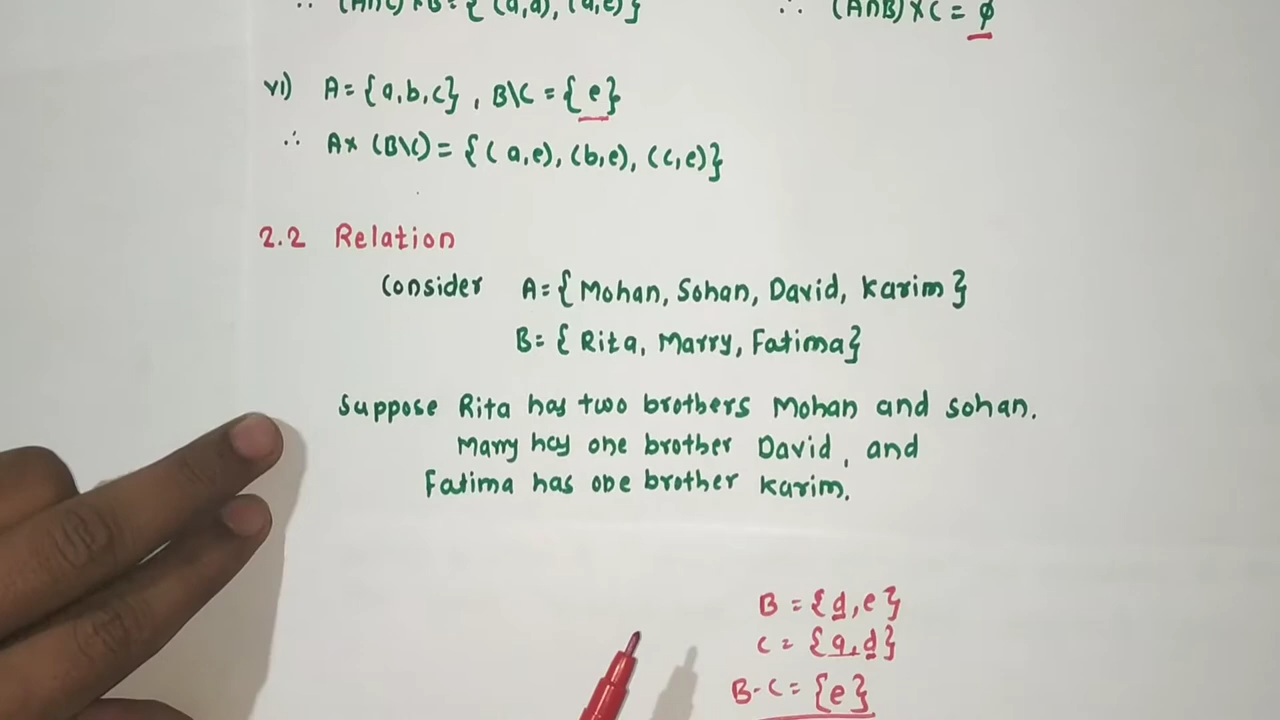 ∴ (A∩C)×B = { (a,d), (a,e)}
∴ (A∩B)×C = φ
vi) A={a,b,c}, B\C = {e}
∴ A×(B\C)={(a,e),(b,e),(c,e)}
2.2 Relation
Consider A={Mohan, Sohan, David, Karim}
B={Rita, Marry, Fatima}
Suppose Rita has two brothers Mohan and Sohan.
Marry has one brother David, and
Fatima has one brother Karim.
B = {d,e}
C = {a,d}
B-C = {e}